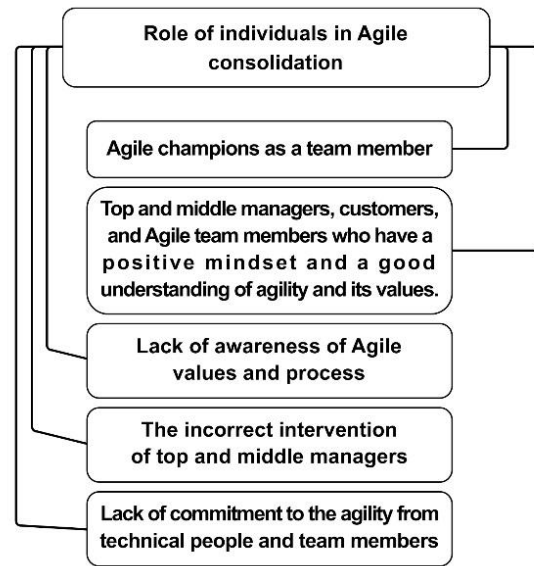 Role of individuals in Agile
consolidation
Agile champions as a team member
Top and middle managers, customers,
and Agile team members who have a
positive mindset and a good
understanding of agility and its values.
Lack of awareness of Agile
values and process
The incorrect intervention
of top and middle managers
Lack of commitment to the agility from
technical people and team members